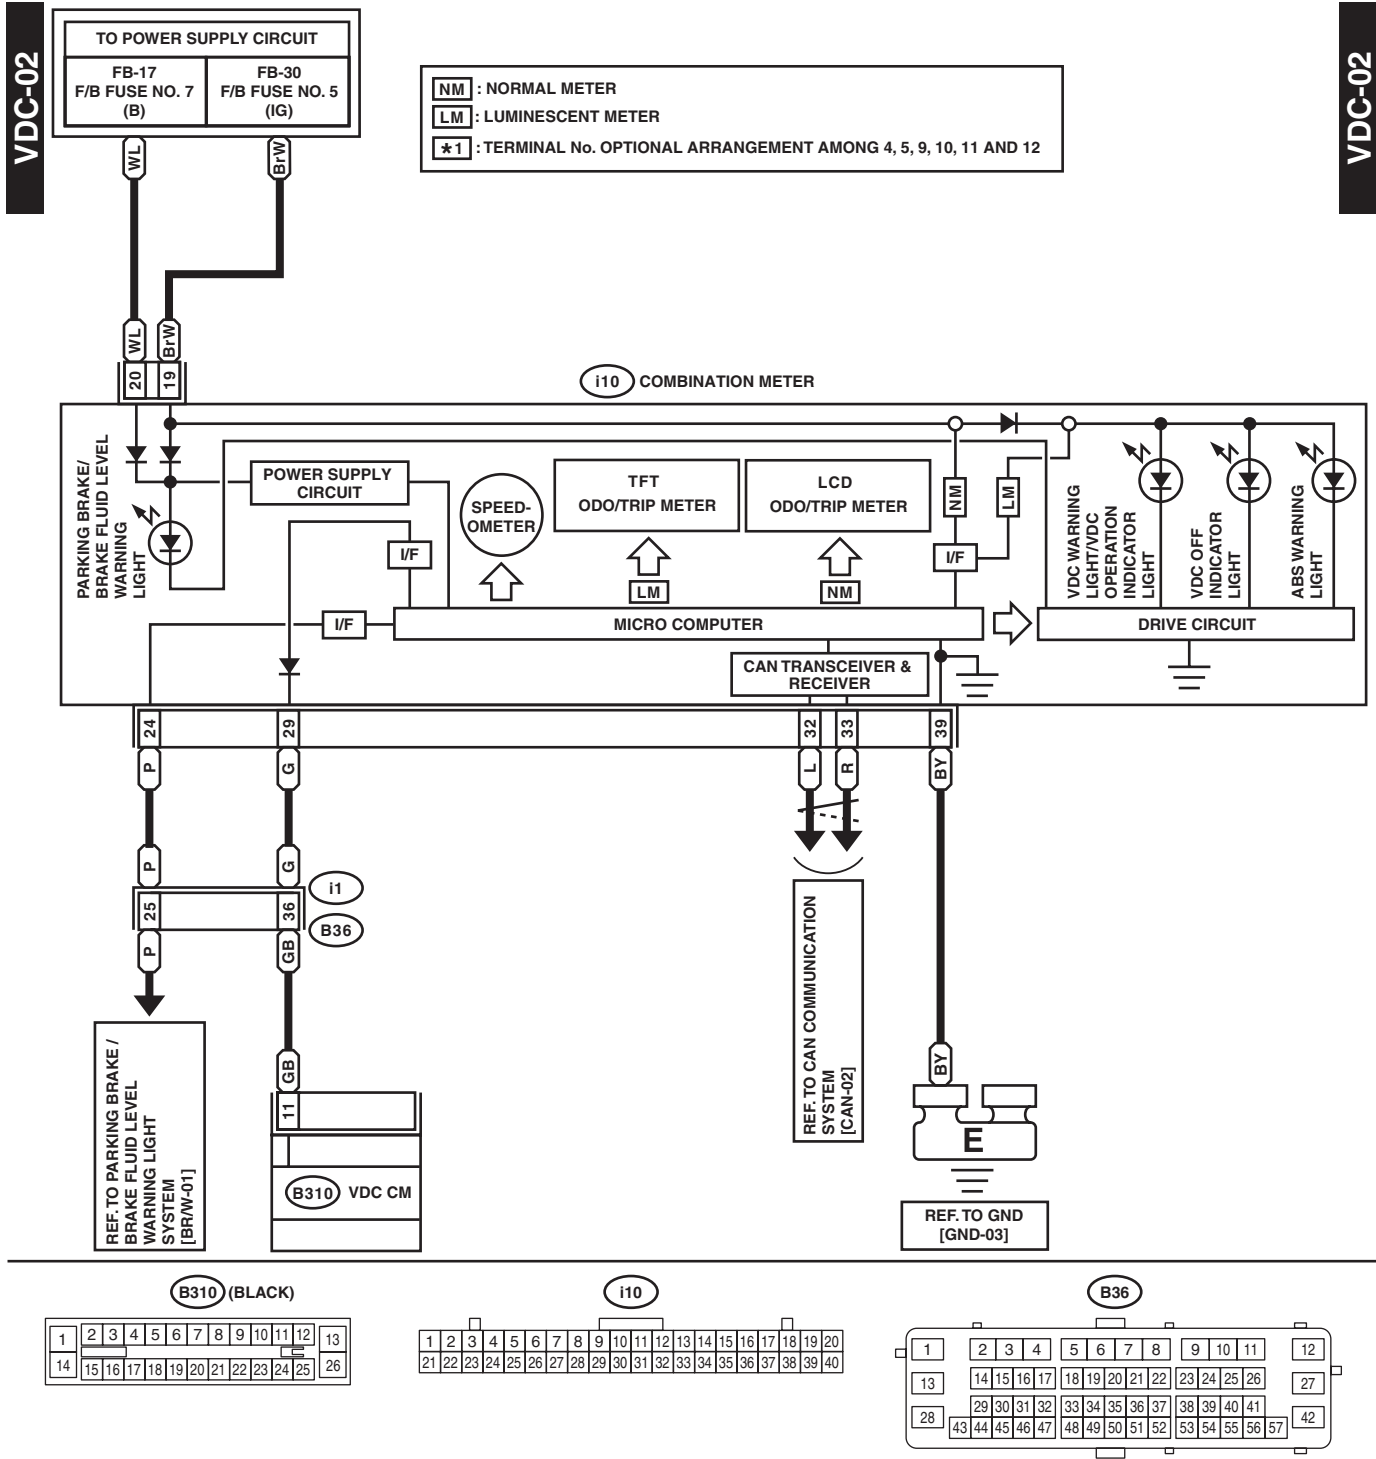 VDC-02
VDC-02
TO POWER SUPPLY CIRCUIT
FB-17
F/B FUSE NO. 7
(B)
FB-30
F/B FUSE NO. 5
(IG)
NM : NORMAL METER
LM : LUMINESCENT METER
*1 : TERMINAL No. OPTIONAL ARRANGEMENT AMONG 4, 5, 9, 10, 11 AND 12
WL
BrW
WL
BrW
20
19
i10 COMBINATION METER
PARKING BRAKE/
BRAKE FLUID LEVEL
WARNING
LIGHT
POWER SUPPLY
CIRCUIT
I/F
I/F
SPEED-
OMETER
TFT
ODO/TRIP METER
LCD
ODO/TRIP METER
LM
NM
NM
LM
I/F
VDC WARNING
LIGHT/VDC
OPERATION
INDICATOR
LIGHT
VDC OFF
INDICATOR
LIGHT
ABS WARNING
LIGHT
MICRO COMPUTER
DRIVE CIRCUIT
CAN TRANSCEIVER &
RECEIVER
24
29
32
33
39
P
G
L
R
BY
P
G
i1
25
36
B36
P
GB
REF. TO PARKING BRAKE /
BRAKE FLUID LEVEL
WARNING LIGHT
SYSTEM
[BR/W-01]
GB
11
B310 VDC CM
REF. TO CAN COMMUNICATION
SYSTEM
[CAN-02]
BY
E
REF. TO GND
[GND-03]
B310 (BLACK)
1 2 3 4 5 6 7 8 9 10 11 12 13
14 15 16 17 18 19 20 21 22 23 24 25 26
i10
1 2 3 4 5 6 7 8 9 10 11 12 13 14 15 16 17 18 19 20
21 22 23 24 25 26 27 28 29 30 31 32 33 34 35 36 37 38 39 40
B36
1 2 3 4 5 6 7 8 9 10 11 12
13 14 15 16 17 18 19 20 21 22 23 24 25 26 27
28 29 30 31 32 33 34 35 36 37 38 39 40 41 42
43 44 45 46 47 48 49 50 51 52 53 54 55 56 57